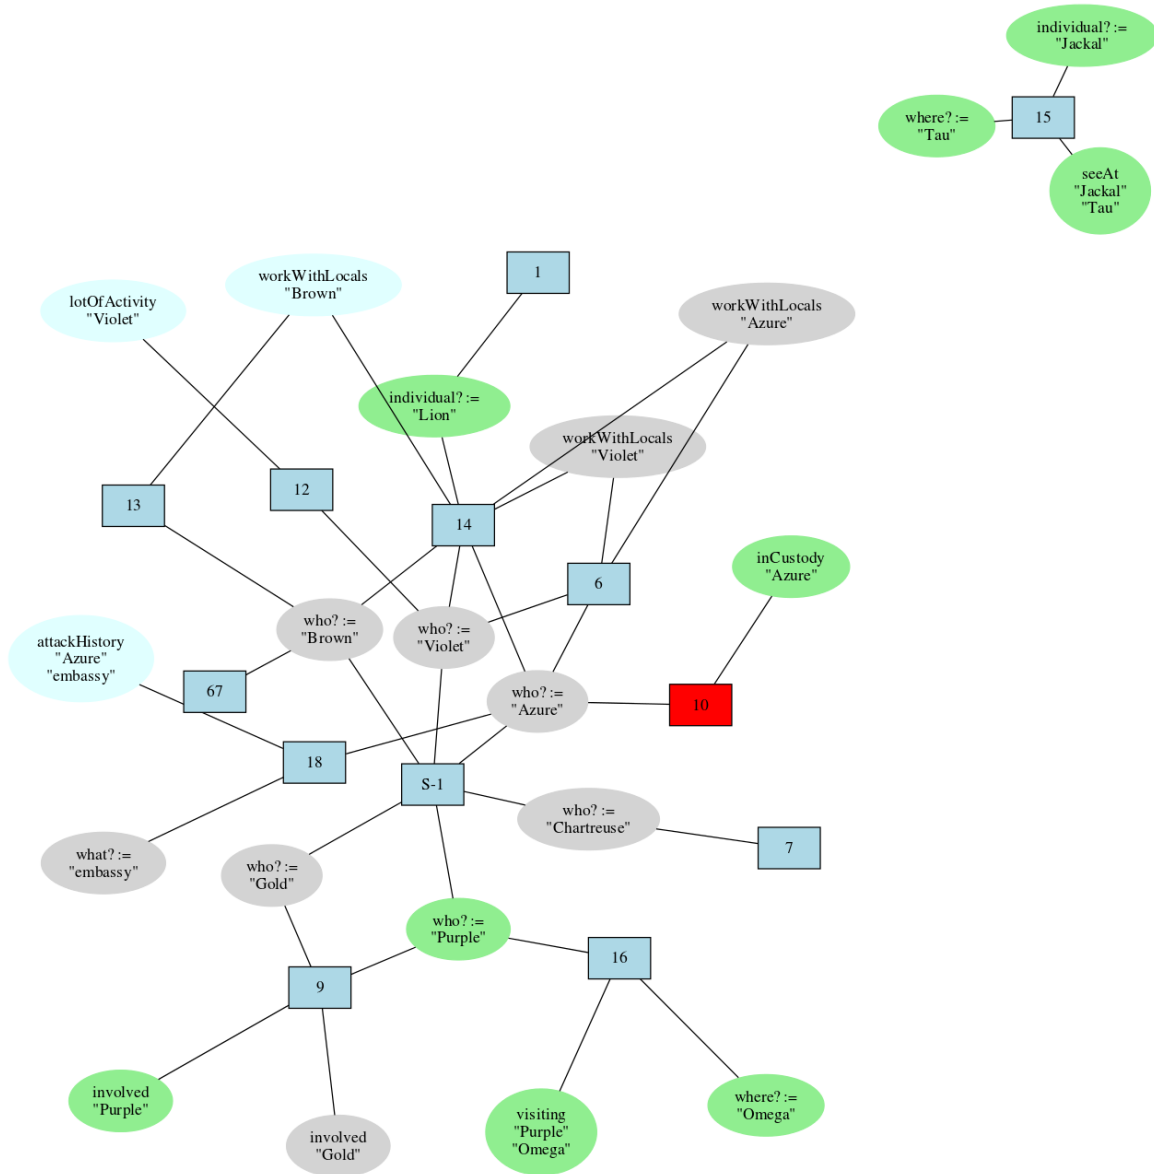 individual? :=
"Jackal"
where? :=
"Tau"
15
seeAt
"Jackal"
"Tau"
workWithLocals
"Brown"
1
lotOfActivity
"Violet"
workWithLocals
"Azure"
individual? :=
"Lion"
workWithLocals
"Violet"
13
12
14
6
inCustody
"Azure"
who? :=
"Brown"
who? :=
"Violet"
attackHistory
"Azure"
"embassy"
67
who? :=
"Azure"
10
18
S-1
who? :=
"Chartreuse"
7
what? :=
"embassy"
who? :=
"Gold"
who? :=
"Purple"
16
9
involved
"Purple"
involved
"Gold"
visiting
"Purple"
"Omega"
where? :=
"Omega"